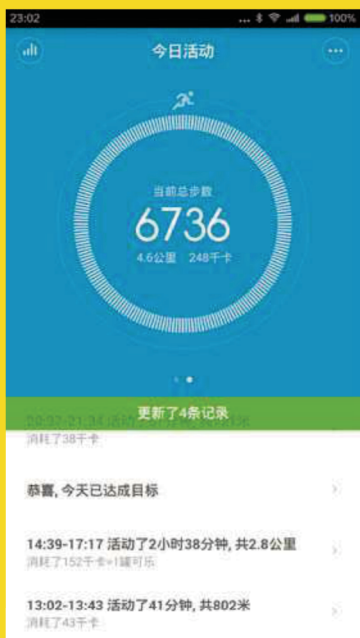 23:02
... 100%
今日活动
当前总步数
6736
4.6公里 248千卡
更新了4条记录
消耗了38千卡
恭喜, 今天已达成目标
14:39-17:17 活动了2小时38分钟, 共2.8公里
消耗了152千卡≈1罐可乐
13:02-13:43 活动了41分钟, 共802米
消耗了43千卡